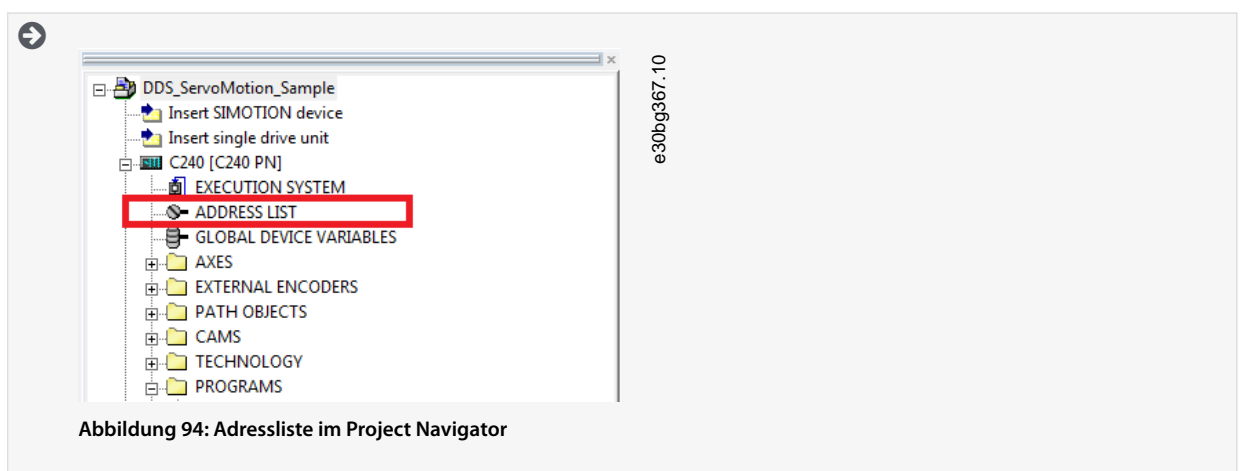 DDS_ServoMotion_Sample
Insert SIMOTION device
Insert single drive unit
C240 [C240 PN]
EXECUTION SYSTEM
ADDRESS LIST
GLOBAL DEVICE VARIABLES
AXES
EXTERNAL ENCODERS
PATH OBJECTS
CAMS
TECHNOLOGY
PROGRAMS
e30bg367.10
Abbildung 94: Adressliste im Project Navigator